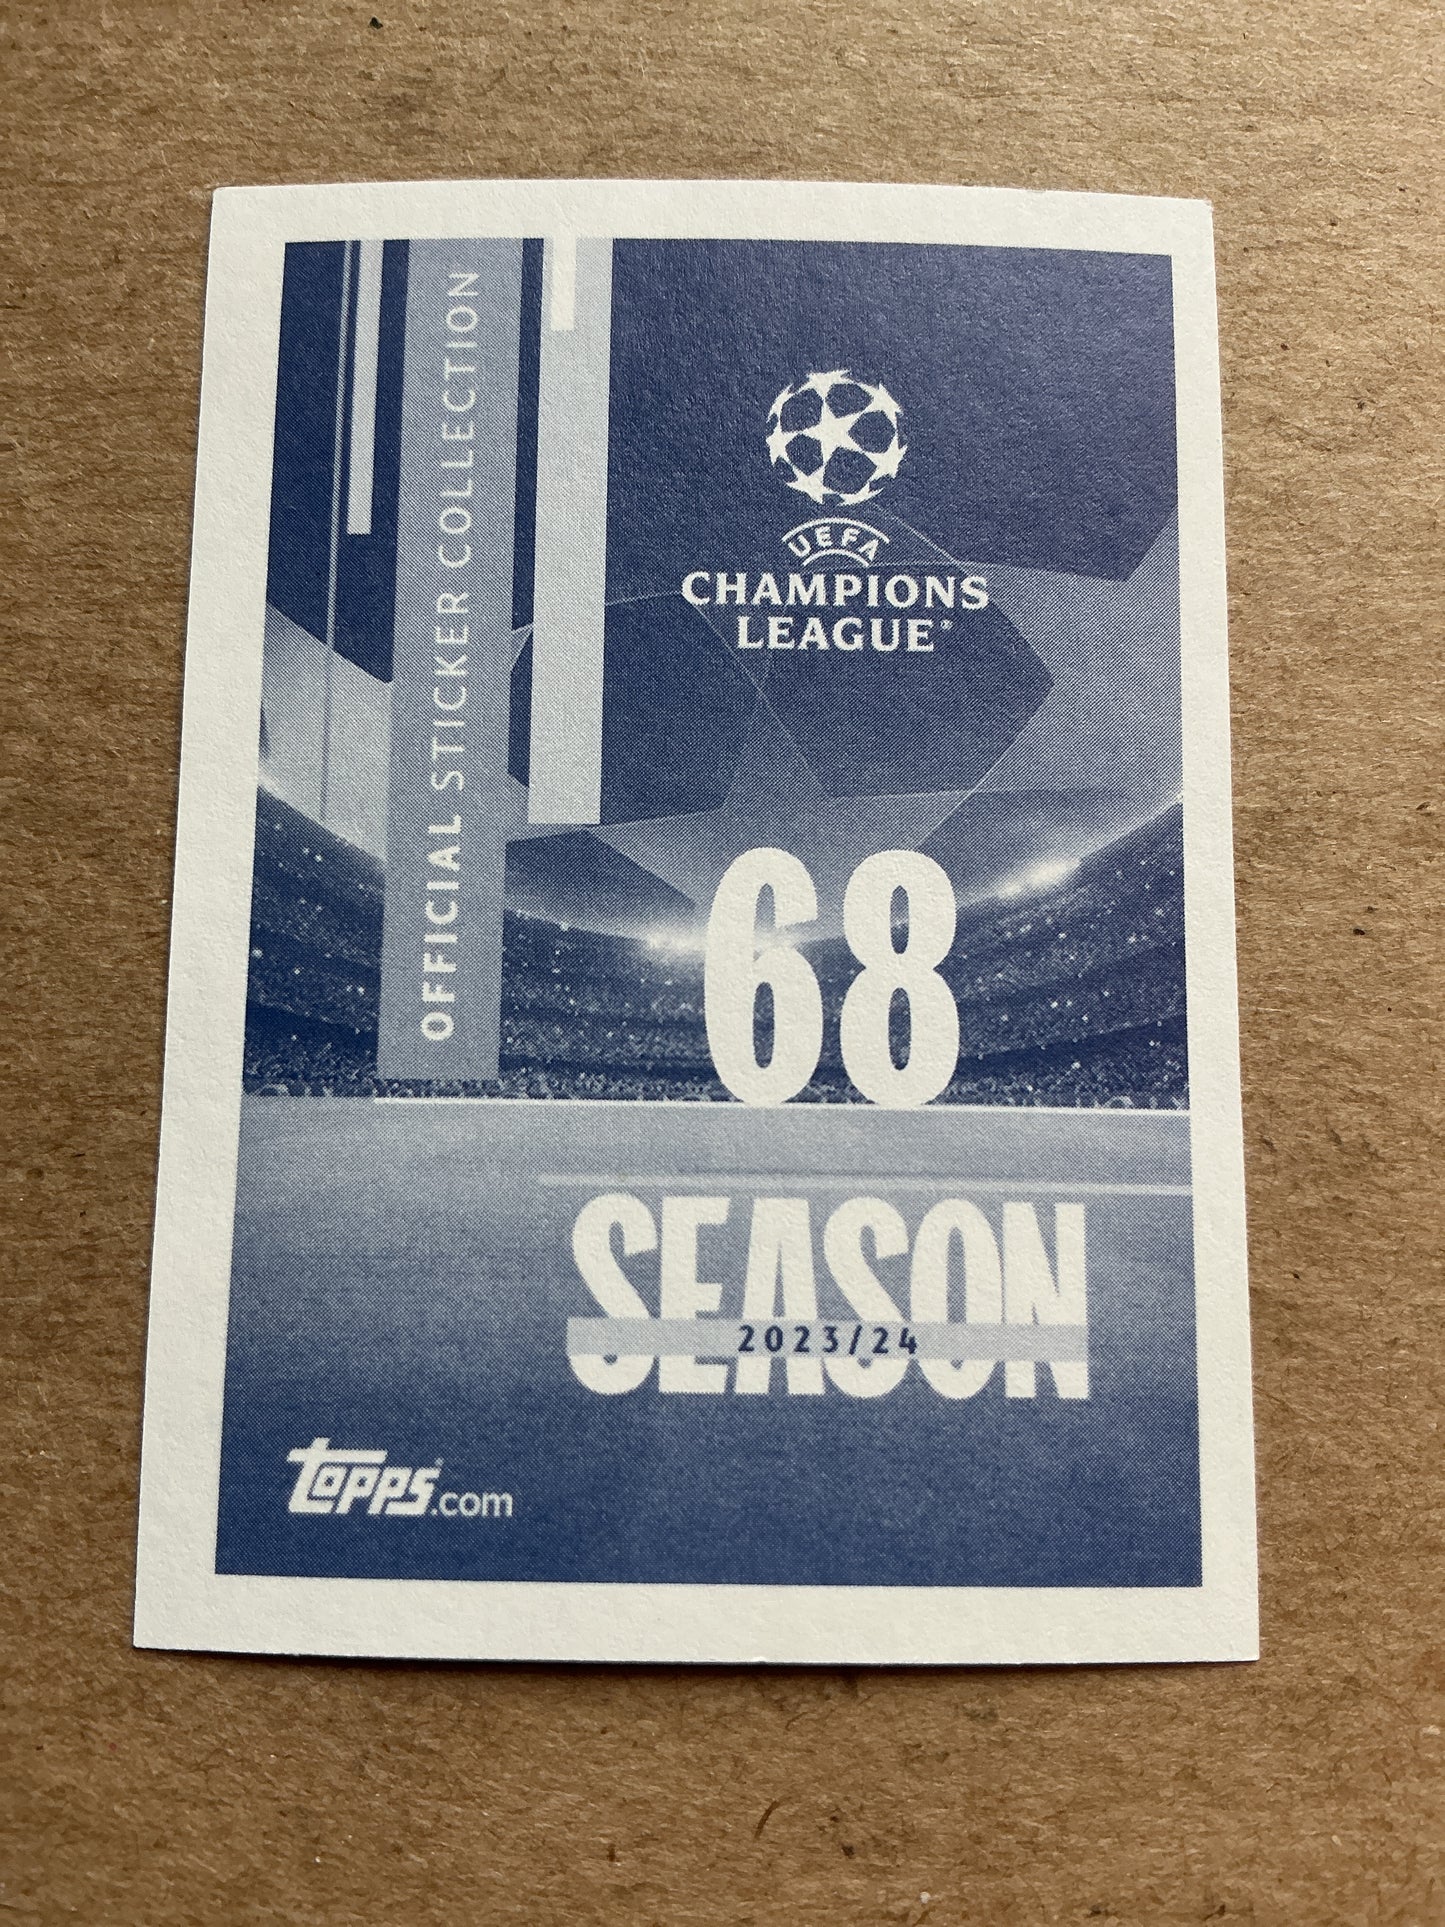 OFFICIAL STICKER COLLECTION
UEFA
CHAMPIONS
LEAGUE®
68
SEASON
2023/24
topps.com